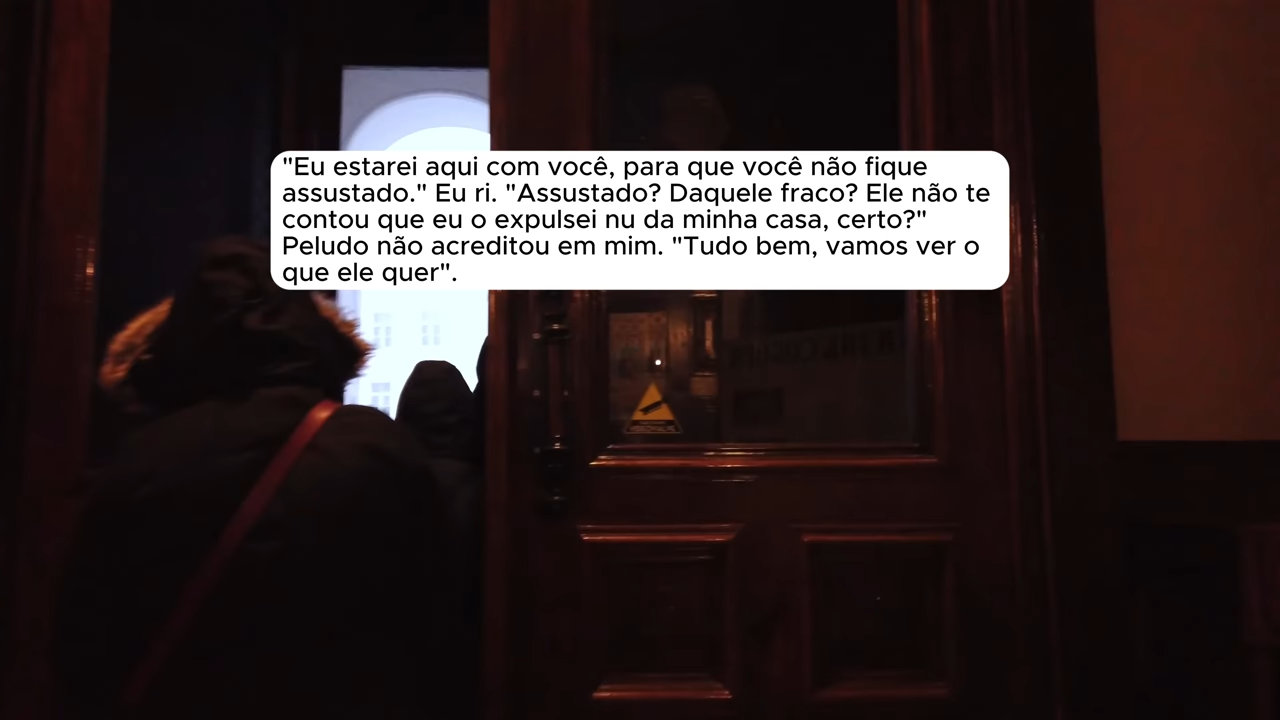 "Eu estarei aqui com você, para que você não fique
assustado." Eu ri. "Assustado? Daquele fraco? Ele não te
contou que eu o expulsei nu da minha casa, certo?"
Peludo não acreditou em mim. "Tudo bem, vamos ver o
que ele quer".